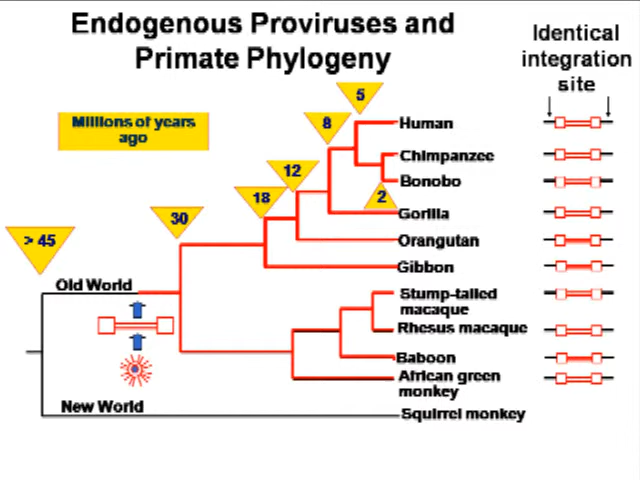 Endogenous Proviruses and
Primate Phylogeny
Identical
integration
site
Millions of years
ago
5
8
12
18
30
> 45
2
Human
Chimpanzee
Bonobo
Gorilla
Orangutan
Gibbon
Old World
Stump-tailed
macaque
Rhesus macaque
Baboon
African green
monkey
New World
Squirrel monkey